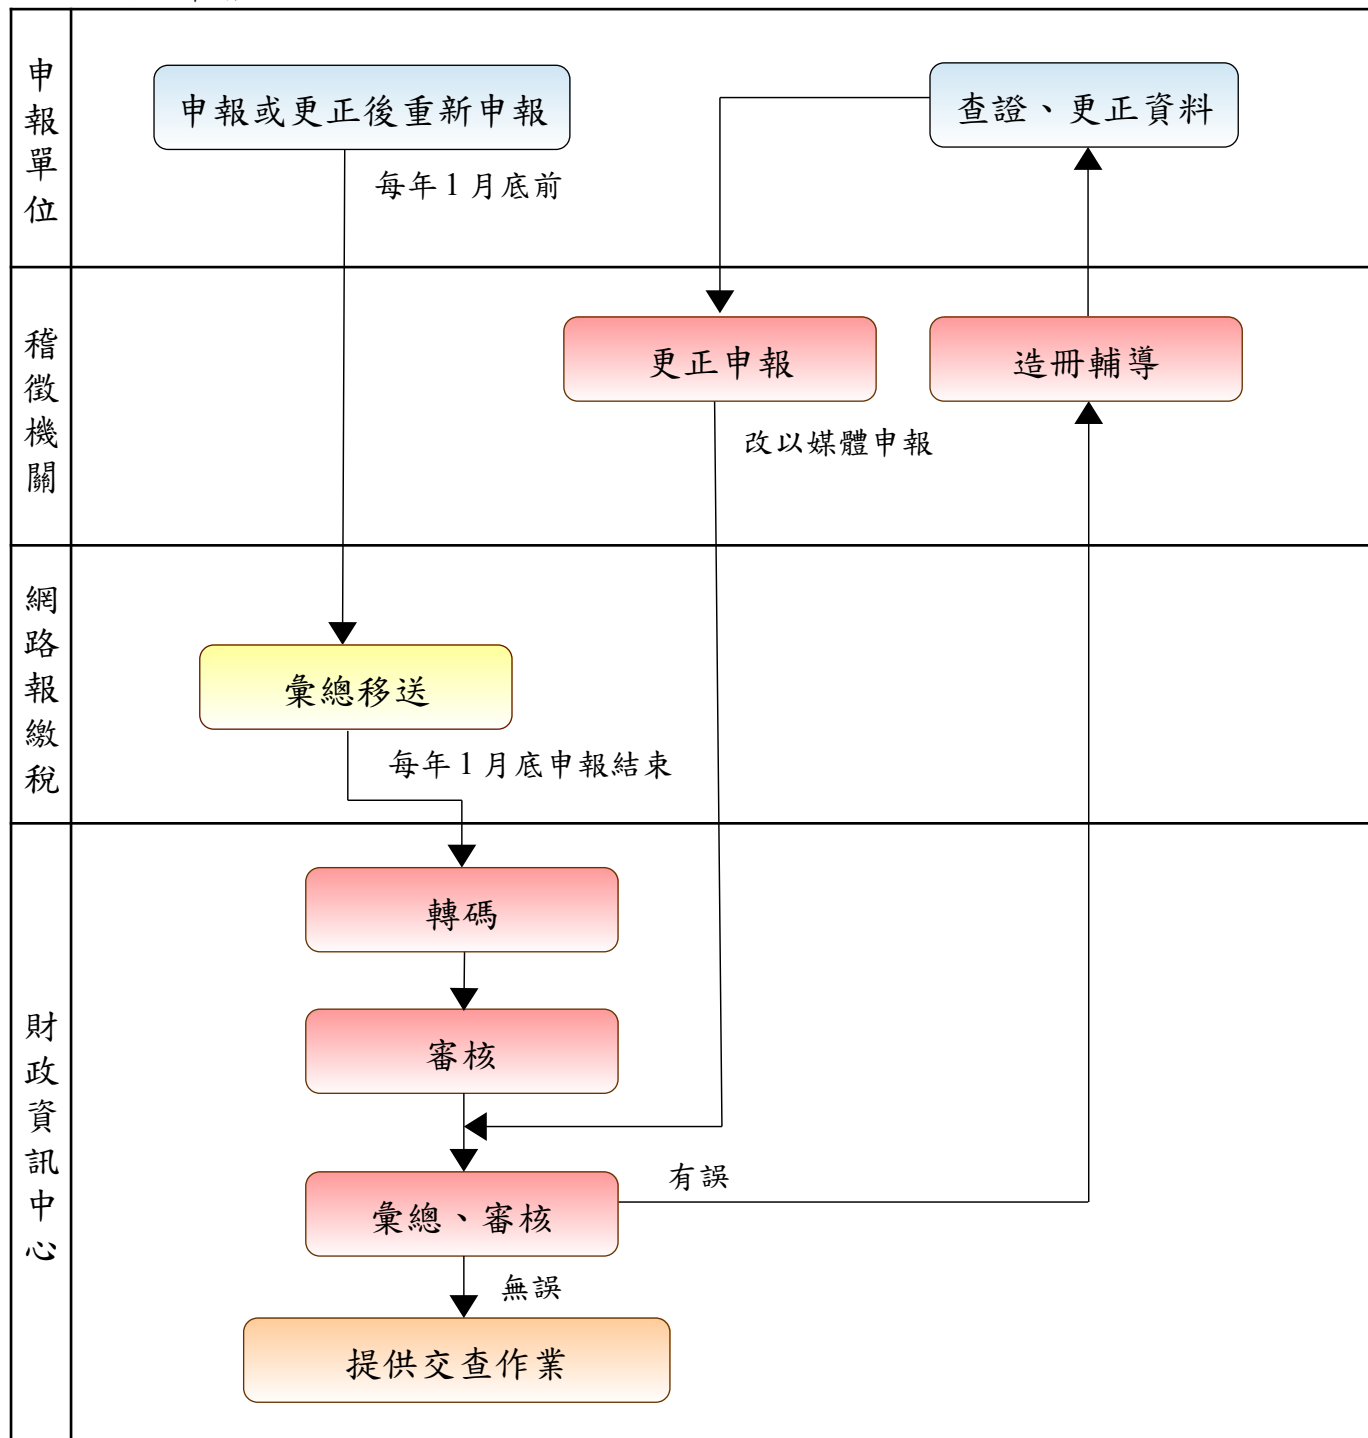 申報單位
申報或更正後重新申報
查證、更正資料
每年1月底前
稽徵機關
更正申報
造冊輔導
改以媒體申報
網路報繳稅
彙總移送
每年1月底申報結束
財政資訊中心
轉碼
審核
有誤
彙總、審核
無誤
提供交查作業